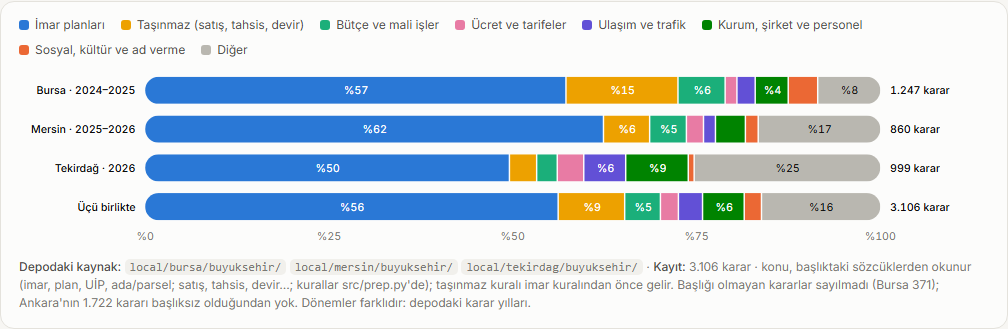 İmar planları Taşınmaz (satış, tahsis, devir) Bütçe ve mali işler Ücret ve tarifeler Ulaşım ve trafik Kurum, şirket ve personel
Sosyal, kültür ve ad verme Diğer
Bursa · 2024–2025 %57 %15 %6 %4 %8 1.247 karar
Mersin · 2025–2026 %62 %6 %5 %17 860 karar
Tekirdağ · 2026 %50 %6 %9 %25 999 karar
Üçü birlikte %56 %9 %5 %6 %16 3.106 karar
%0 %25 %50 %75 %100
Depodaki kaynak: local/bursa/buyuksehir/ local/mersin/buyuksehir/ local/tekirdag/buyuksehir/ · Kayıt: 3.106 karar · konu, başlıktaki sözcüklerden okunur
(imar, plan, UİP, ada/parsel; satış, tahsis, devir…; kurallar src/prep.py'de); taşınmaz kuralı imar kuralından önce gelir. Başlığı olmayan kararlar sayılmadı (Bursa 371);
Ankara'nın 1.722 kararı başlıksız olduğundan yok. Dönemler farklıdır: depodaki karar yılları.